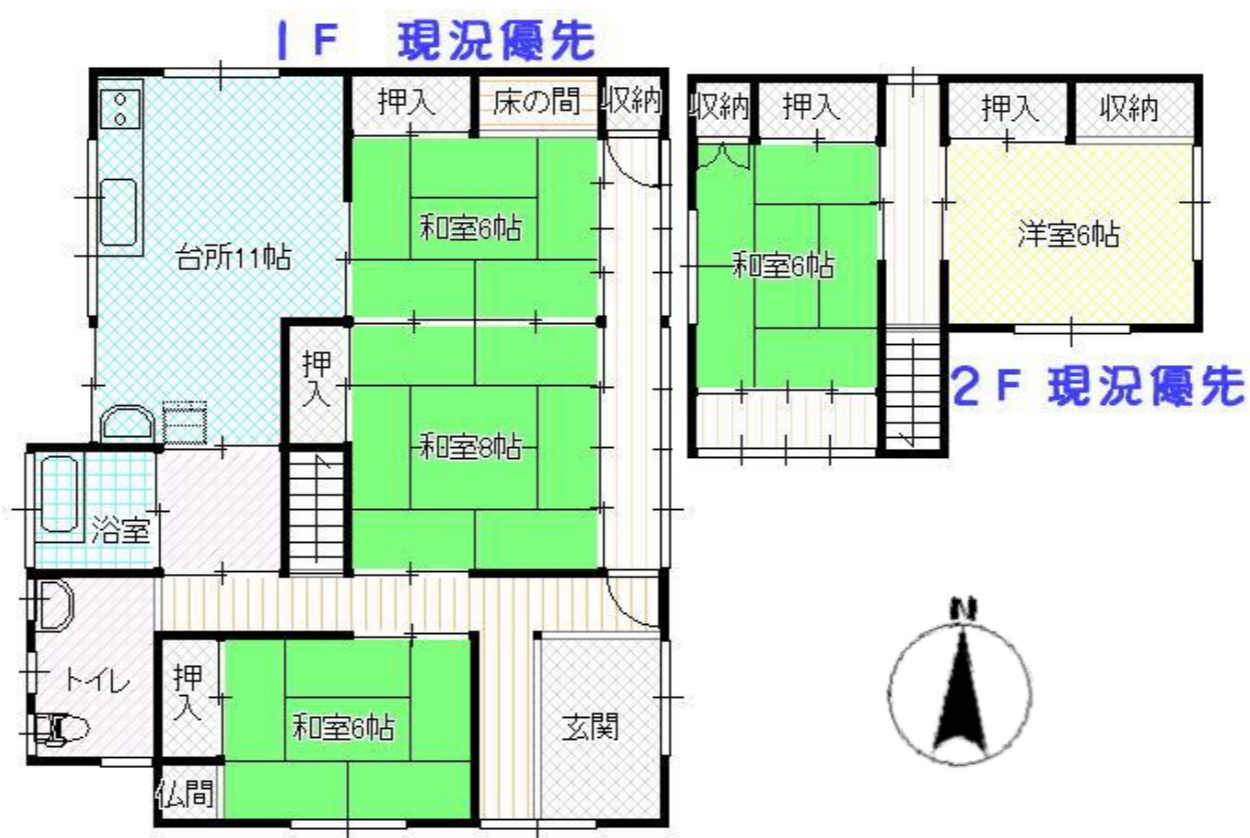 1F 現況優先
押入
床の間
収納
和室6帖
台所11帖
押入
和室8帖
浴室
トイレ
押入
和室6帖
仏間
玄関
収納
押入
押入
収納
和室6帖
洋室6帖
2F 現況優先
N